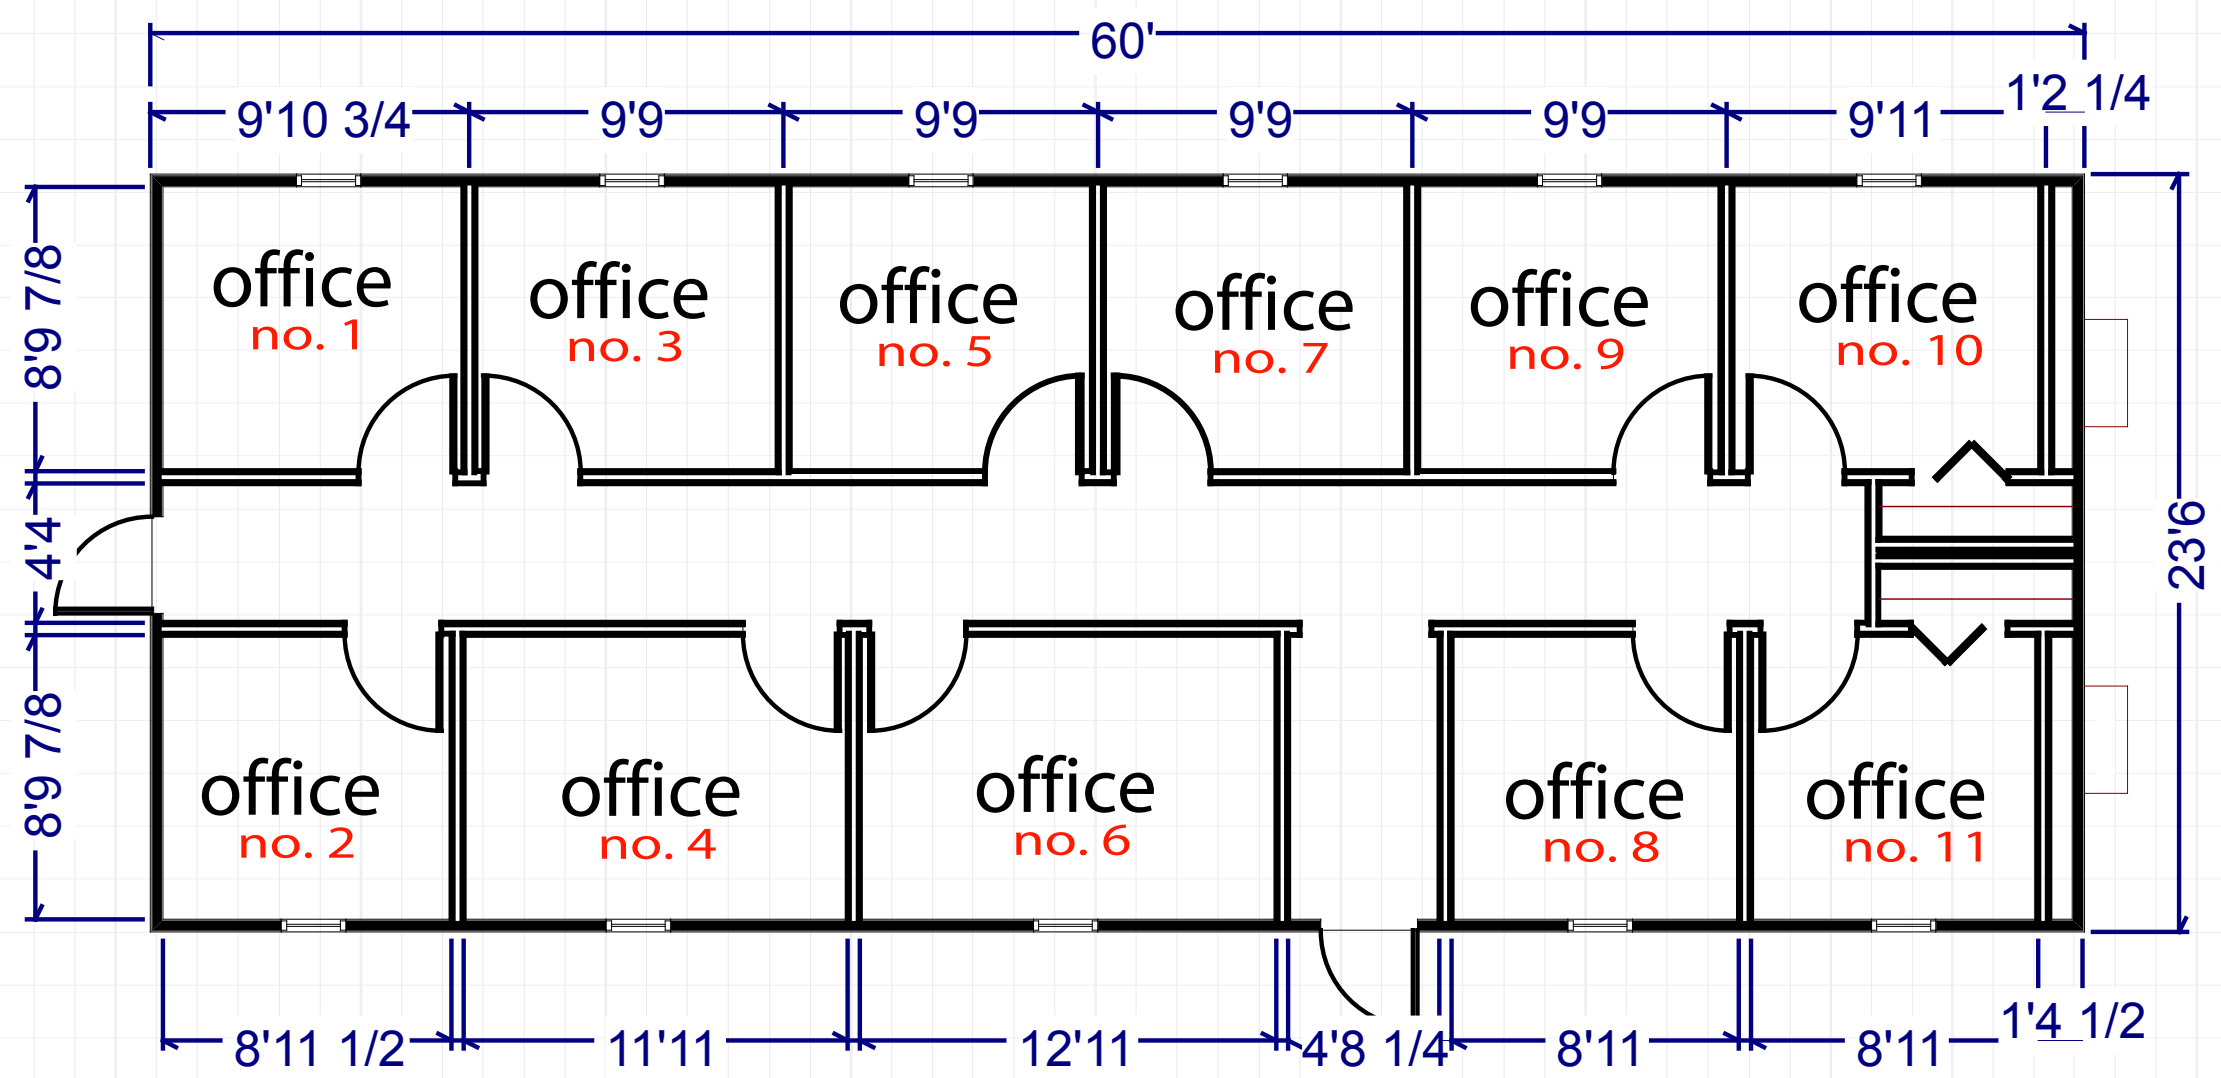 60'
1'2 1/4
9'10 3/4
9'9
9'9
9'9
9'9
9'11
8'9 7/8
4'4
8'9 7/8
23'6
office
no. 1
office
no. 3
office
no. 5
office
no. 7
office
no. 9
office
no. 10
office
no. 2
office
no. 4
office
no. 6
office
no. 8
office
no. 11
8'11 1/2
11'11
12'11
4'8 1/4
8'11
8'11
1'4 1/2